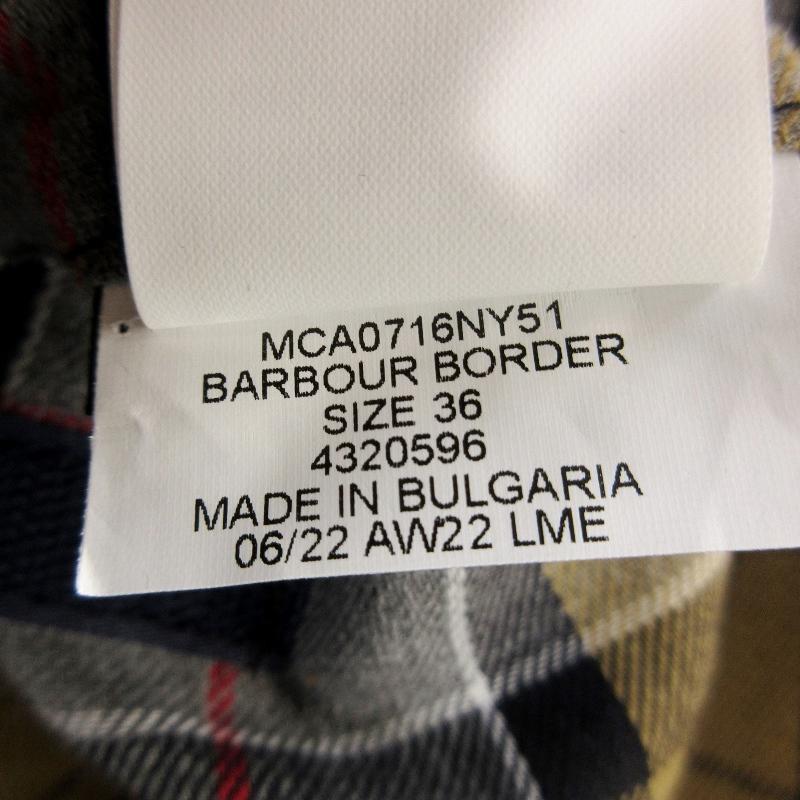 MCA0716NY51
BARBOUR BORDER
SIZE 36
4320596
MADE IN BULGARIA
06/22 AW22 LME